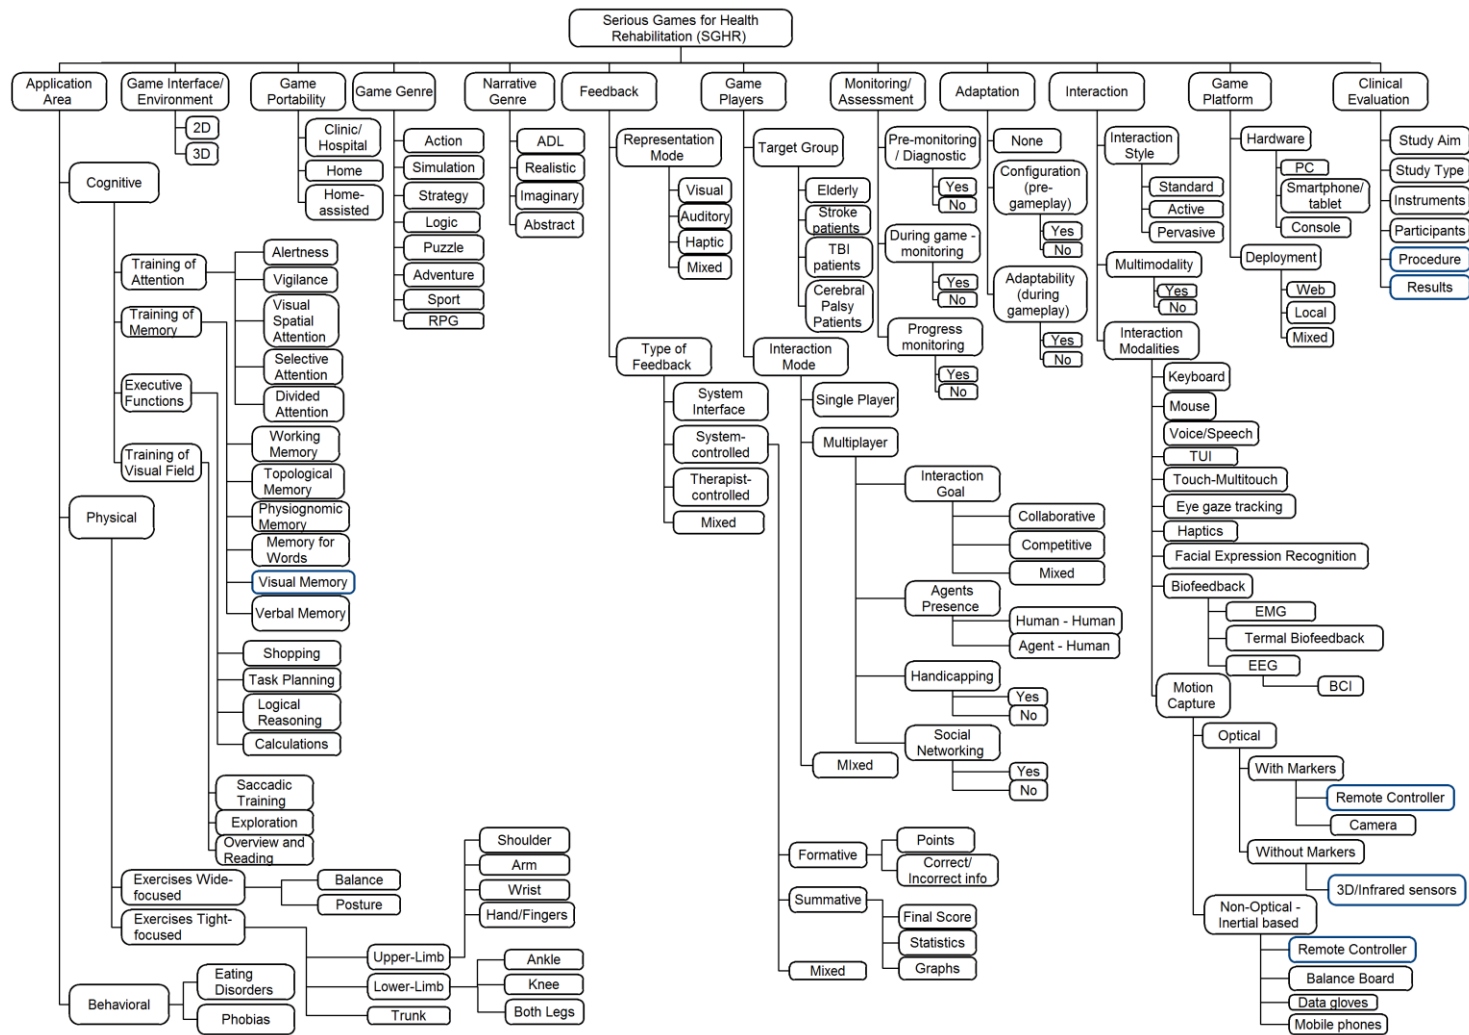 Serious Games for Health
Rehabilitation (SGHR)
Application
Area
Game Interface/
Environment
Game
Portability
Game Genre
Narrative
Genre
Feedback
Game
Players
Monitoring/
Assessment
Adaptation
Interaction
Game
Platform
Clinical
Evaluation
Cognitive
Training of
Attention
Alertness
Vigilance
Visual
Spatial
Attention
Selective
Attention
Divided
Attention
Training of
Memory
Working
Memory
Topological
Memory
Physiognomic
Memory
Memory for
Words
Visual Memory
Verbal Memory
Executive
Functions
Shopping
Task Planning
Logical
Reasoning
Calculations
Training of
Visual Field
Saccadic
Training
Exploration
Overview and
Reading
Physical
Exercises Wide-
focused
Balance
Posture
Exercises Tight-
focused
Upper-Limb
Shoulder
Arm
Wrist
Hand/Fingers
Lower-Limb
Ankle
Knee
Both Legs
Trunk
Behavioral
Eating
Disorders
Phobias
2D
3D
Clinic/
Hospital
Home
Home-
assisted
Action
Simulation
Strategy
Logic
Puzzle
Adventure
Sport
RPG
ADL
Realistic
Imaginary
Abstract
Representation
Mode
Visual
Auditory
Haptic
Mixed
Type of
Feedback
System
Interface
System-
controlled
Therapist-
controlled
Mixed
Formative
Points
Correct/
Incorrect info
Summative
Final Score
Statistics
Graphs
Mixed
Target Group
Elderly
Stroke
patients
TBI
patients
Cerebral
Palsy
Patients
Interaction
Mode
Single Player
Multiplayer
Interaction
Goal
Collaborative
Competitive
Mixed
Agents
Presence
Human - Human
Agent - Human
Handicapping
Yes
No
Social
Networking
Yes
No
MIxed
Pre-monitoring
/ Diagnostic
Yes
No
During game -
monitoring
Yes
No
Progress
monitoring
Yes
No
None
Configuration
(pre-
gameplay)
Yes
No
Adaptability
(during
gameplay)
Yes
No
Interaction
Style
Standard
Active
Pervasive
Multimodality
Yes
No
Interaction
Modalities
Keyboard
Mouse
Voice/Speech
TUI
Touch-Multitouch
Eye gaze tracking
Haptics
Facial Expression Recognition
Biofeedback
EMG
Termal Biofeedback
EEG
BCI
Motion
Capture
Optical
With Markers
Remote Controller
Camera
Without Markers
3D/Infrared sensors
Non-Optical -
Inertial based
Remote Controller
Balance Board
Data gloves
Mobile phones
Hardware
PC
Smartphone/
tablet
Console
Deployment
Web
Local
Mixed
Study Aim
Study Type
Instruments
Participants
Procedure
Results